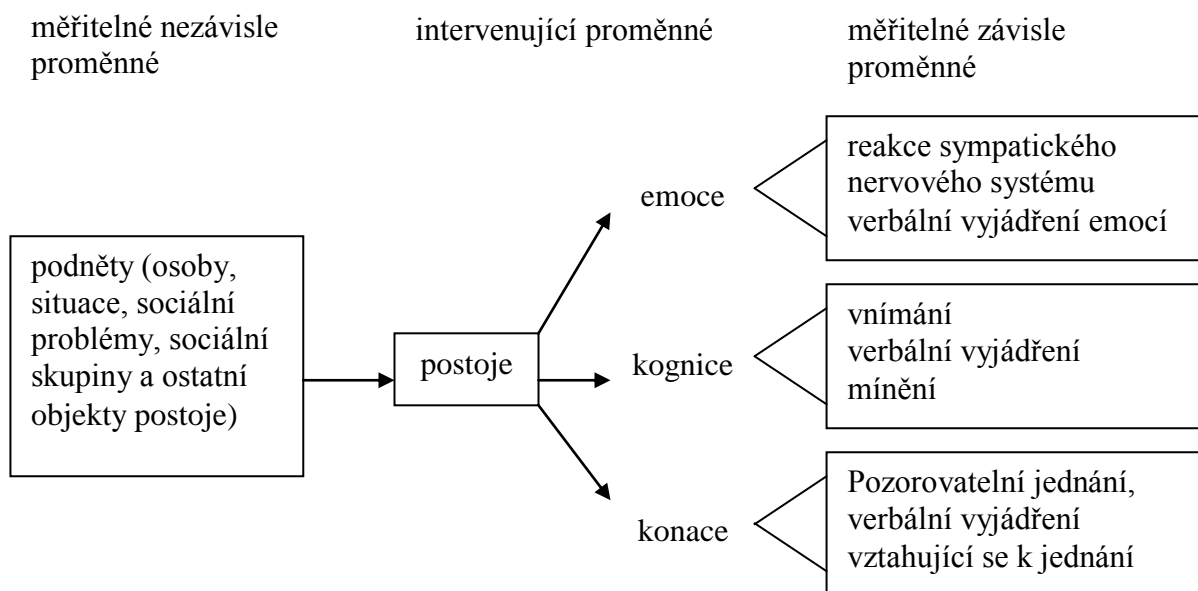 měřitelné nezávisle
proměnné
intervenující proměnné
měřitelné závisle
proměnné
podněty (osoby,
situace, sociální
problémy, sociální
skupiny a ostatní
objekty postoje)
postoje
emoce
kognice
konace
reakce sympatického
nervového systému
verbální vyjádření emocí
vnímání
verbální vyjádření
mínění
Pozorovatelní jednání,
verbální vyjádření
vztahující se k jednání